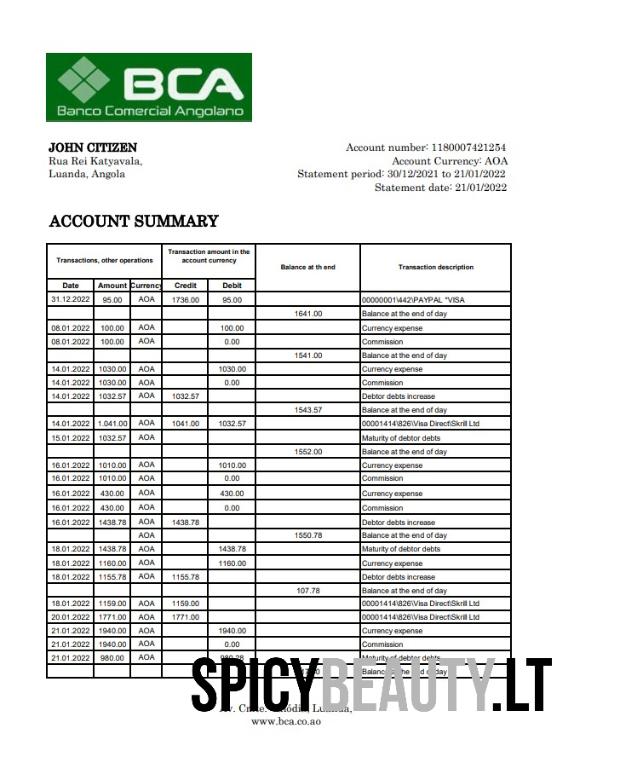 BCA
Banco Comercial Angolano
JOHN CITIZEN
Rua Rei Katyavala,
Luanda, Angola
Account number: 1180007421254
Account Currency: AOA
Statement period: 30/12/2021 to 21/01/2022
Statement date: 21/01/2022
ACCOUNT SUMMARY
Transactions, other operations Transaction amount in the account currency Balance at th end Transaction description
Date Amount Currency Credit Debit
31.12.2022 95.00 AOA 1736.00 95.00 00000001\442\PAYPAL *VISA
1641.00 Balance at the end of day
08.01.2022 100.00 AOA 100.00 Currency expense
08.01.2022 100.00 AOA 0.00 Commission
1541.00 Balance at the end of day
14.01.2022 1030.00 AOA 1030.00 Currency expense
14.01.2022 1030.00 AOA 0.00 Commission
14.01.2022 1032.57 AOA 1032.57 Debtor debts increase
1543.57 Balance at the end of day
14.01.2022 1.041.00 AOA 1041.00 1032.57 00001414\826\Visa Direct\Skrill Ltd
15.01.2022 1032.57 AOA Maturity of debtor debts
1552.00 Balance at the end of day
16.01.2022 1010.00 AOA 1010.00 Currency expense
16.01.2022 1010.00 AOA 0.00 Commission
16.01.2022 430.00 AOA 430.00 Currency expense
16.01.2022 430.00 AOA 0.00 Commission
16.01.2022 1438.78 AOA 1438.78 Debtor debts increase
AOA 1550.78 Balance at the end of day
18.01.2022 1438.78 AOA 1438.78 Maturity of debtor debts
18.01.2022 1160.00 AOA 1160.00 Currency expense
18.01.2022 1155.78 AOA 1155.78 Debtor debts increase
107.78 Balance at the end of day
18.01.2022 1159.00 AOA 1159.00 00001414\826\Visa Direct\Skrill Ltd
20.01.2022 1771.00 AOA 1771.00 00001414\826\Visa Direct\Skrill Ltd
21.01.2022 1940.00 AOA 1940.00 Currency expense
21.01.2022 1940.00 AOA 0.00 Commission
21.01.2022 980.00 AOA Maturity of debtor debts
Balance at the end of day
SPICYBEAUTY.LT
Av. Luanda,
www.bca.co.ao